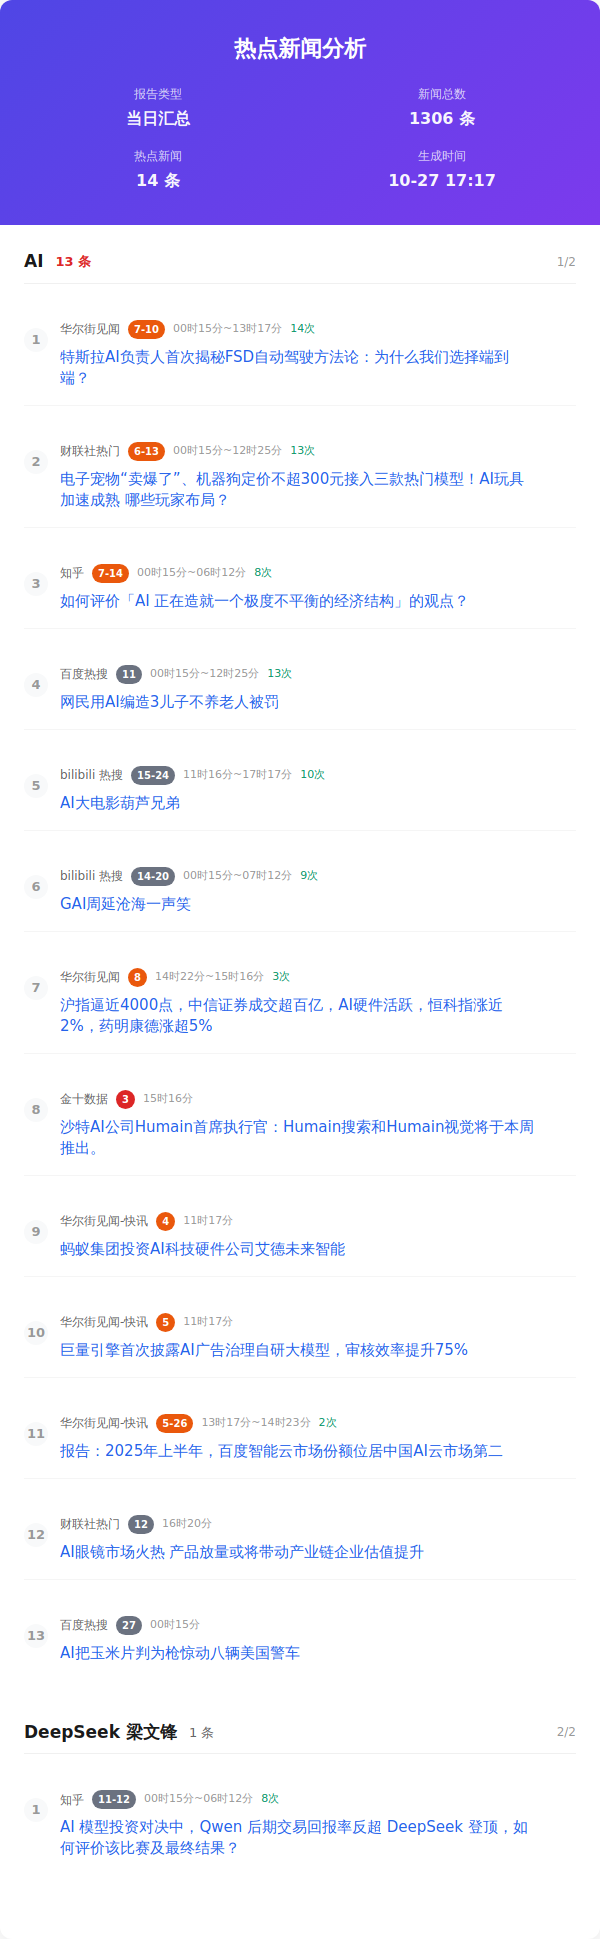 热点新闻分析
报告类型
当日汇总
新闻总数
1306 条
热点新闻
14 条
生成时间
10-27 17:17
AI 13 条 1/2
1
华尔街见闻 7-10 00时15分~13时17分 14次
特斯拉AI负责人首次揭秘FSD自动驾驶方法论：为什么我们选择端到
端？
2
财联社热门 6-13 00时15分~12时25分 13次
电子宠物“卖爆了”、机器狗定价不超300元接入三款热门模型！AI玩具
加速成熟 哪些玩家布局？
3
知乎 7-14 00时15分~06时12分 8次
如何评价「AI 正在造就一个极度不平衡的经济结构」的观点？
4
百度热搜 11 00时15分~12时25分 13次
网民用AI编造3儿子不养老人被罚
5
bilibili 热搜 15-24 11时16分~17时17分 10次
AI大电影葫芦兄弟
6
bilibili 热搜 14-20 00时15分~07时12分 9次
GAI周延沧海一声笑
7
华尔街见闻 8 14时22分~15时16分 3次
沪指逼近4000点，中信证券成交超百亿，AI硬件活跃，恒科指涨近
2%，药明康德涨超5%
8
金十数据 3 15时16分
沙特AI公司Humain首席执行官：Humain搜索和Humain视觉将于本周
推出。
9
华尔街见闻-快讯 4 11时17分
蚂蚁集团投资AI科技硬件公司艾德未来智能
10
华尔街见闻-快讯 5 11时17分
巨量引擎首次披露AI广告治理自研大模型，审核效率提升75%
11
华尔街见闻-快讯 5-26 13时17分~14时23分 2次
报告：2025年上半年，百度智能云市场份额位居中国AI云市场第二
12
财联社热门 12 16时20分
AI眼镜市场火热 产品放量或将带动产业链企业估值提升
13
百度热搜 27 00时15分
AI把玉米片判为枪惊动八辆美国警车
DeepSeek 梁文锋 1 条 2/2
1
知乎 11-12 00时15分~06时12分 8次
AI 模型投资对决中，Qwen 后期交易回报率反超 DeepSeek 登顶，如
何评价该比赛及最终结果？